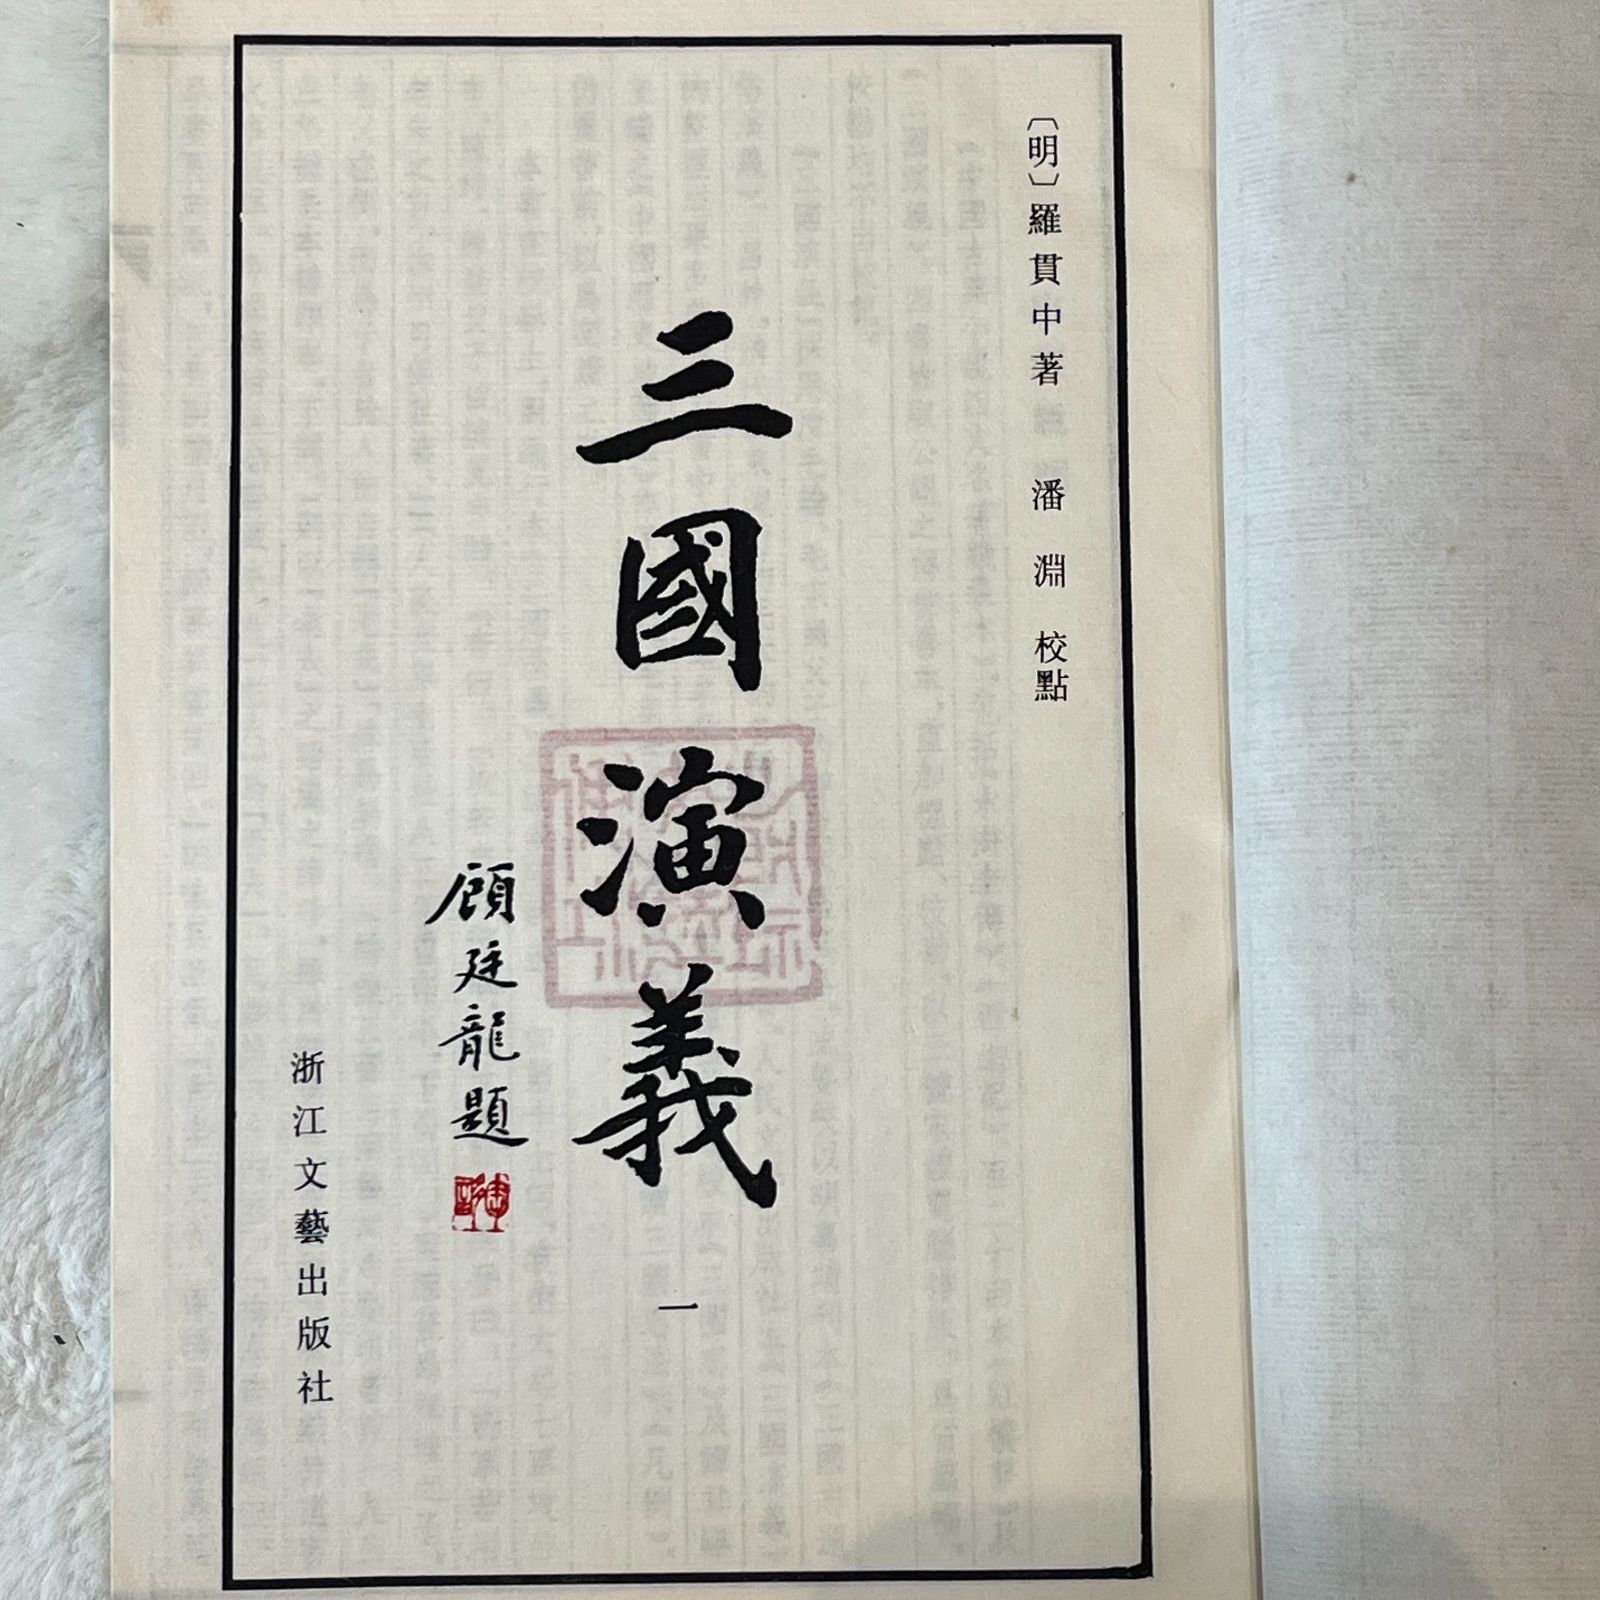 〔明〕羅貫中著 潘淵校點
三國演義 一
顧廷龍題
浙江文藝出版社